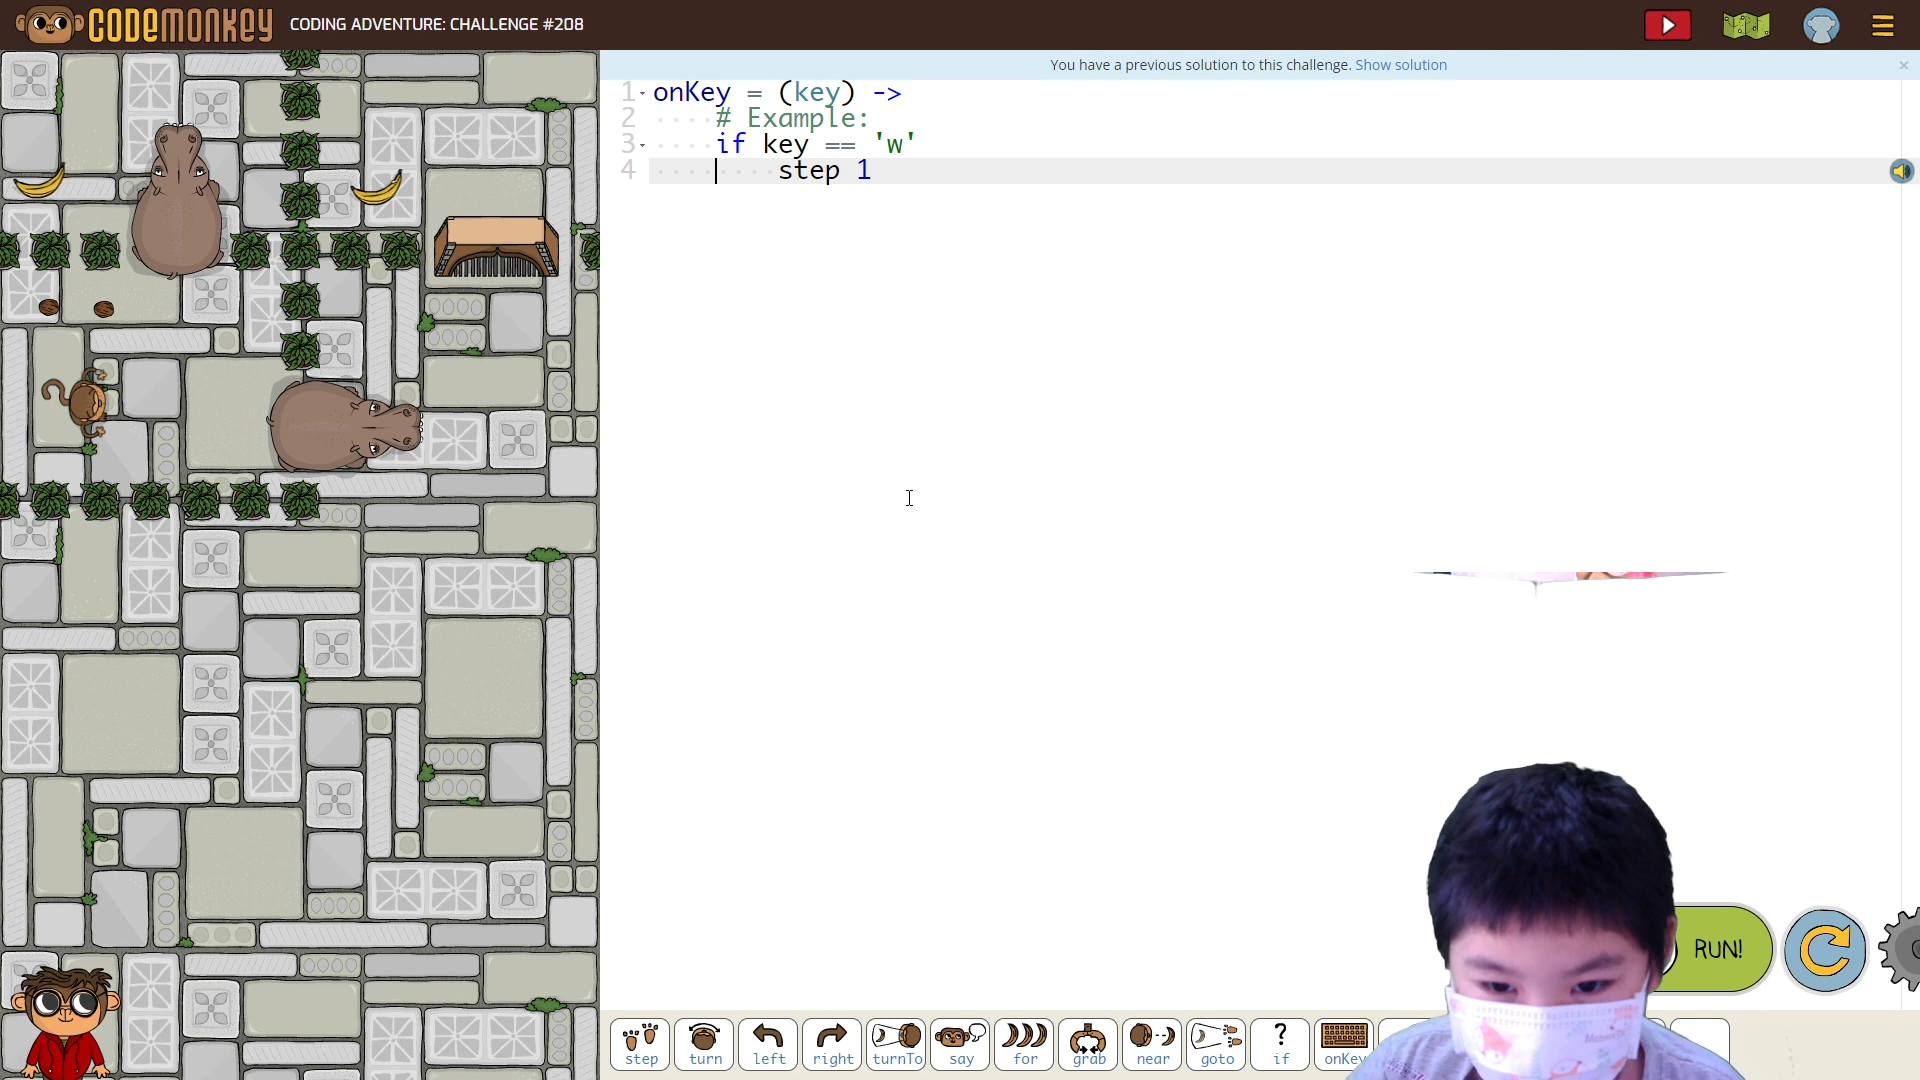 CODEMONKEY
CODING ADVENTURE: CHALLENGE #208
You have a previous solution to this challenge. Show solution ×
1 onKey = (key) ->
2 # Example:
3 if key == 'w'
4 step 1
RUN!
step turn left right turnTo say for grab near goto if onKey